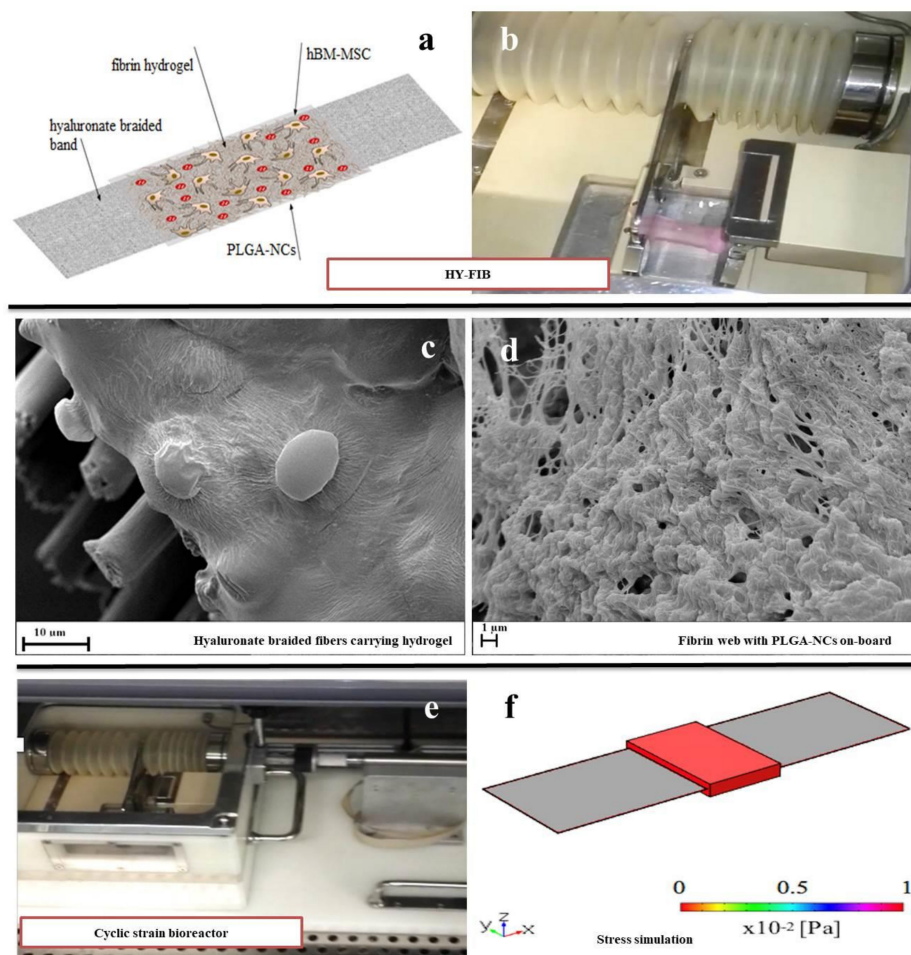 a
hBM-MSC
fibrin hydrogel
hyaluronate braided
band
PLGA-NCs
b
HY-FIB
c
10 µm
Hyaluronate braided fibers carrying hydrogel
d
1 µm
Fibrin web with PLGA-NCs on-board
e
Cyclic strain bioreactor
f
0 0.5 1
x10-2 [Pa]
y z x
Stress simulation